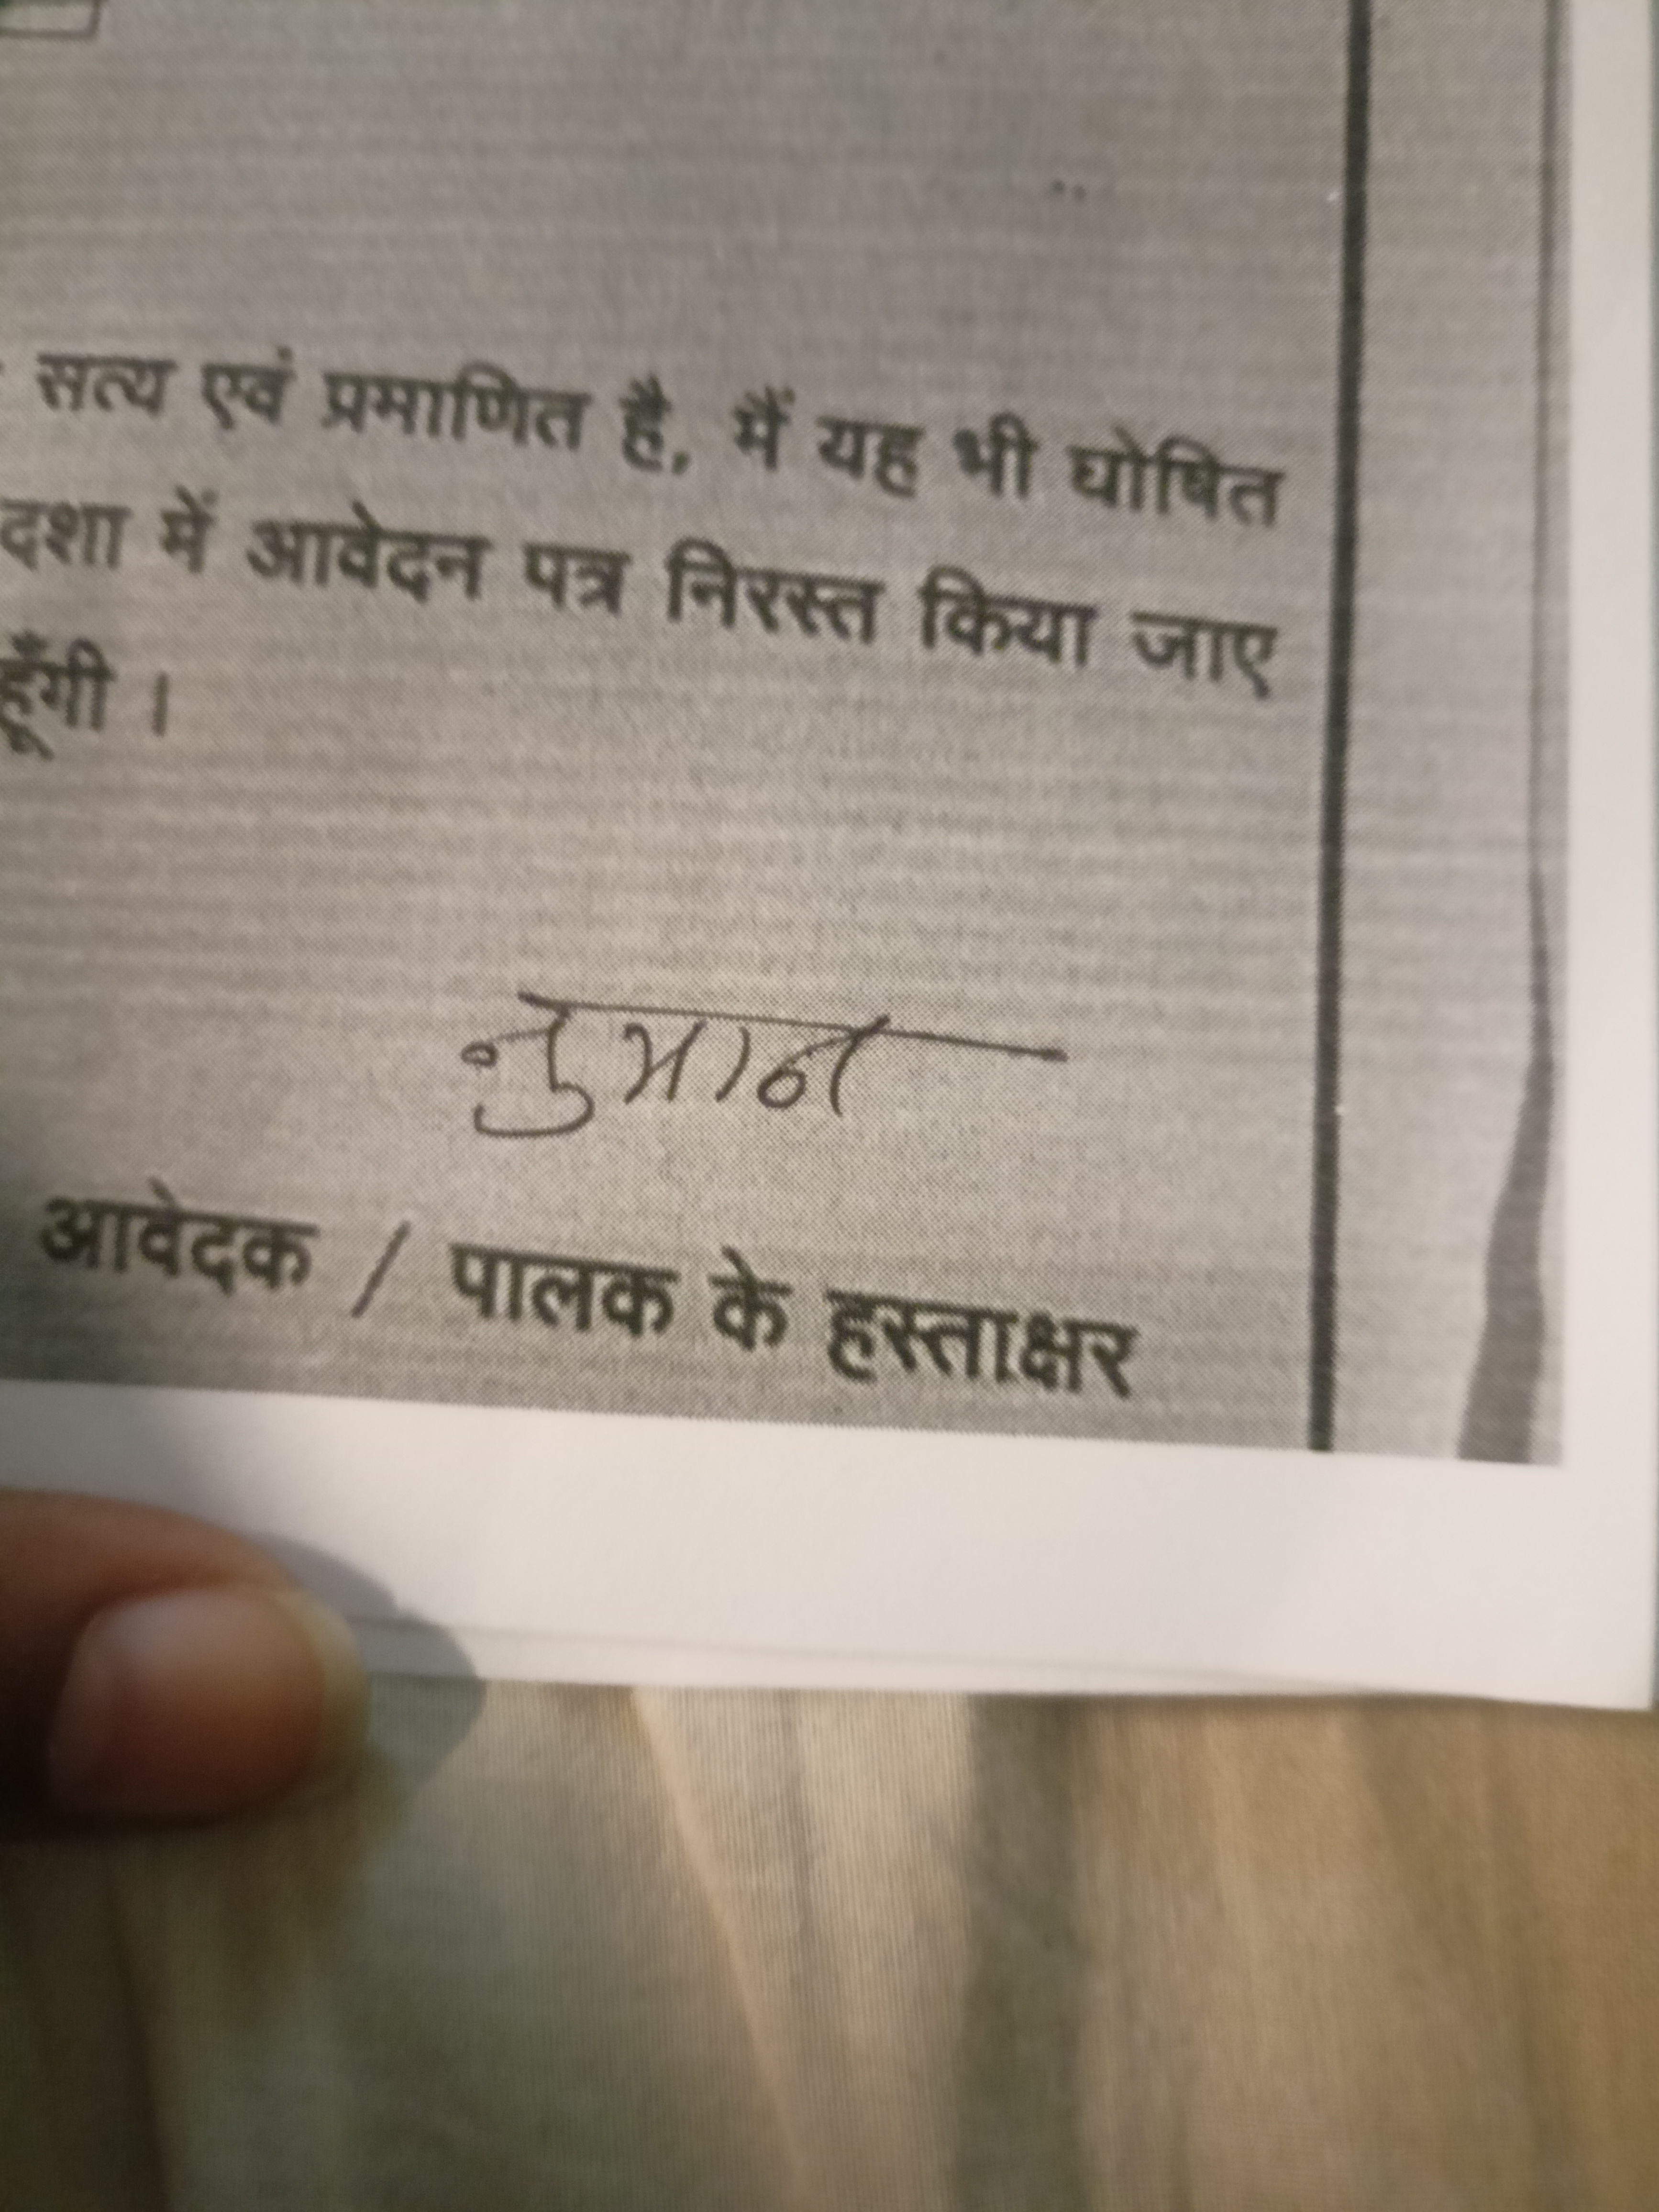 सत्य एवं प्रमाणित है, मैं यह भी घोषित
दशा में आवेदन पत्र निरस्त किया जाए
हूँगी ।
नुमान
आवेदक / पालक के हस्ताक्षर